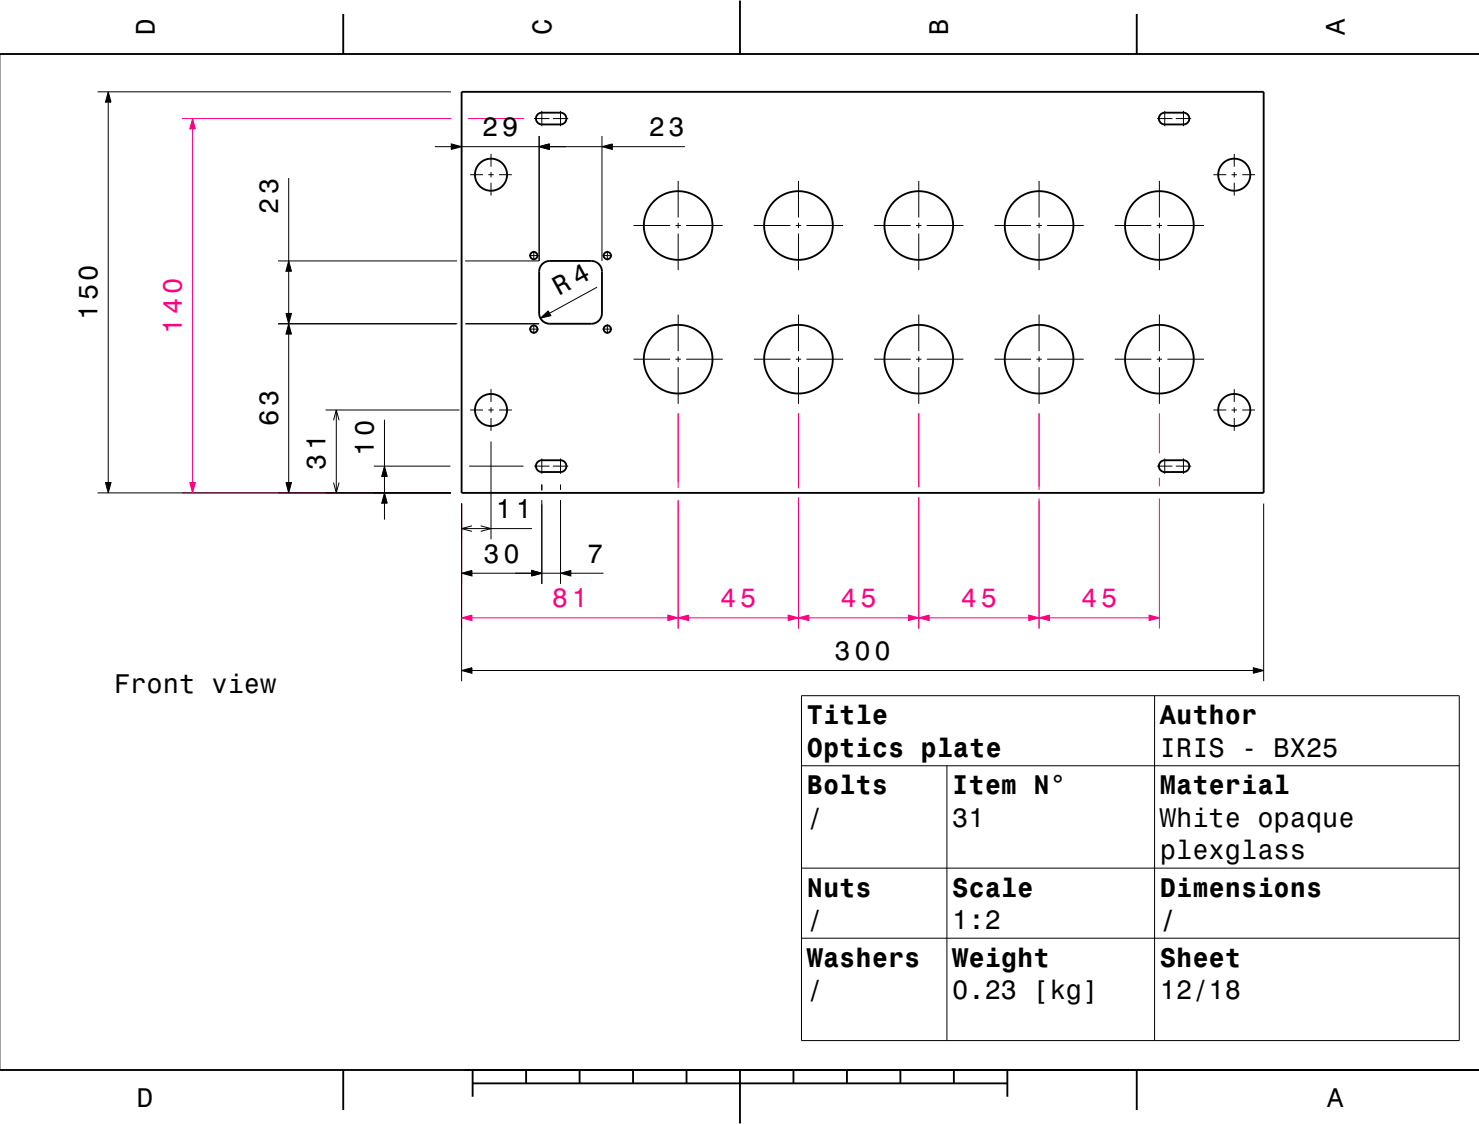 D C B A
29 23
23
150
140
R4
63
31
10
11
30 7
81 45 45 45 45
300
Front view
Title
Optics plate
Author
IRIS - BX25
Bolts
/
Item N°
31
Material
White opaque
plexglass
Nuts
/
Scale
1:2
Dimensions
/
Washers
/
Weight
0.23 [kg]
Sheet
12/18
D A